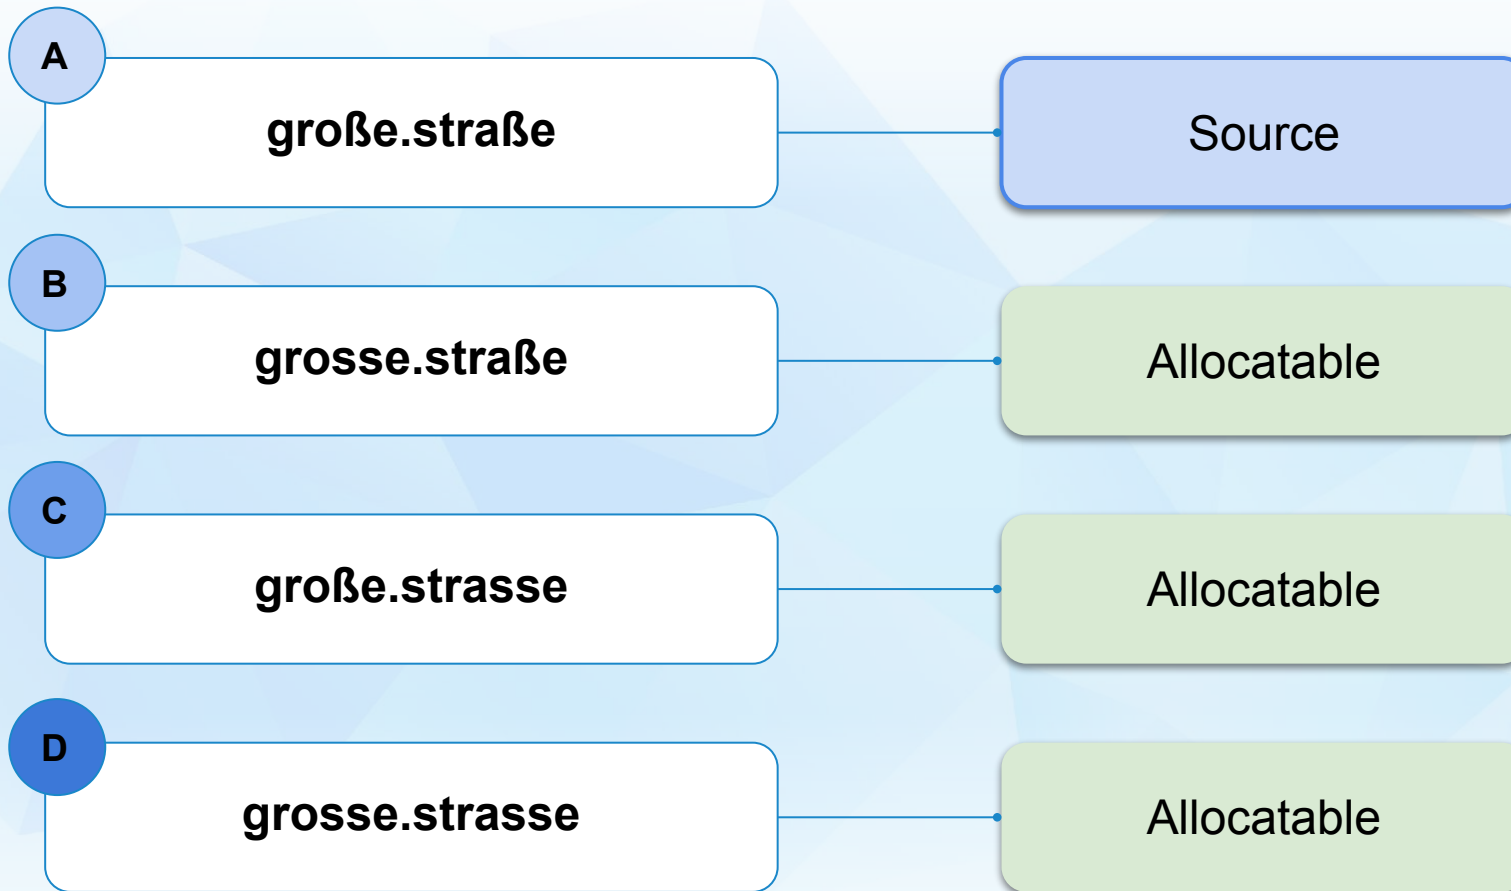 A
große.straße
Source
B
grosse.straße
Allocatable
C
große.strasse
Allocatable
D
grosse.strasse
Allocatable